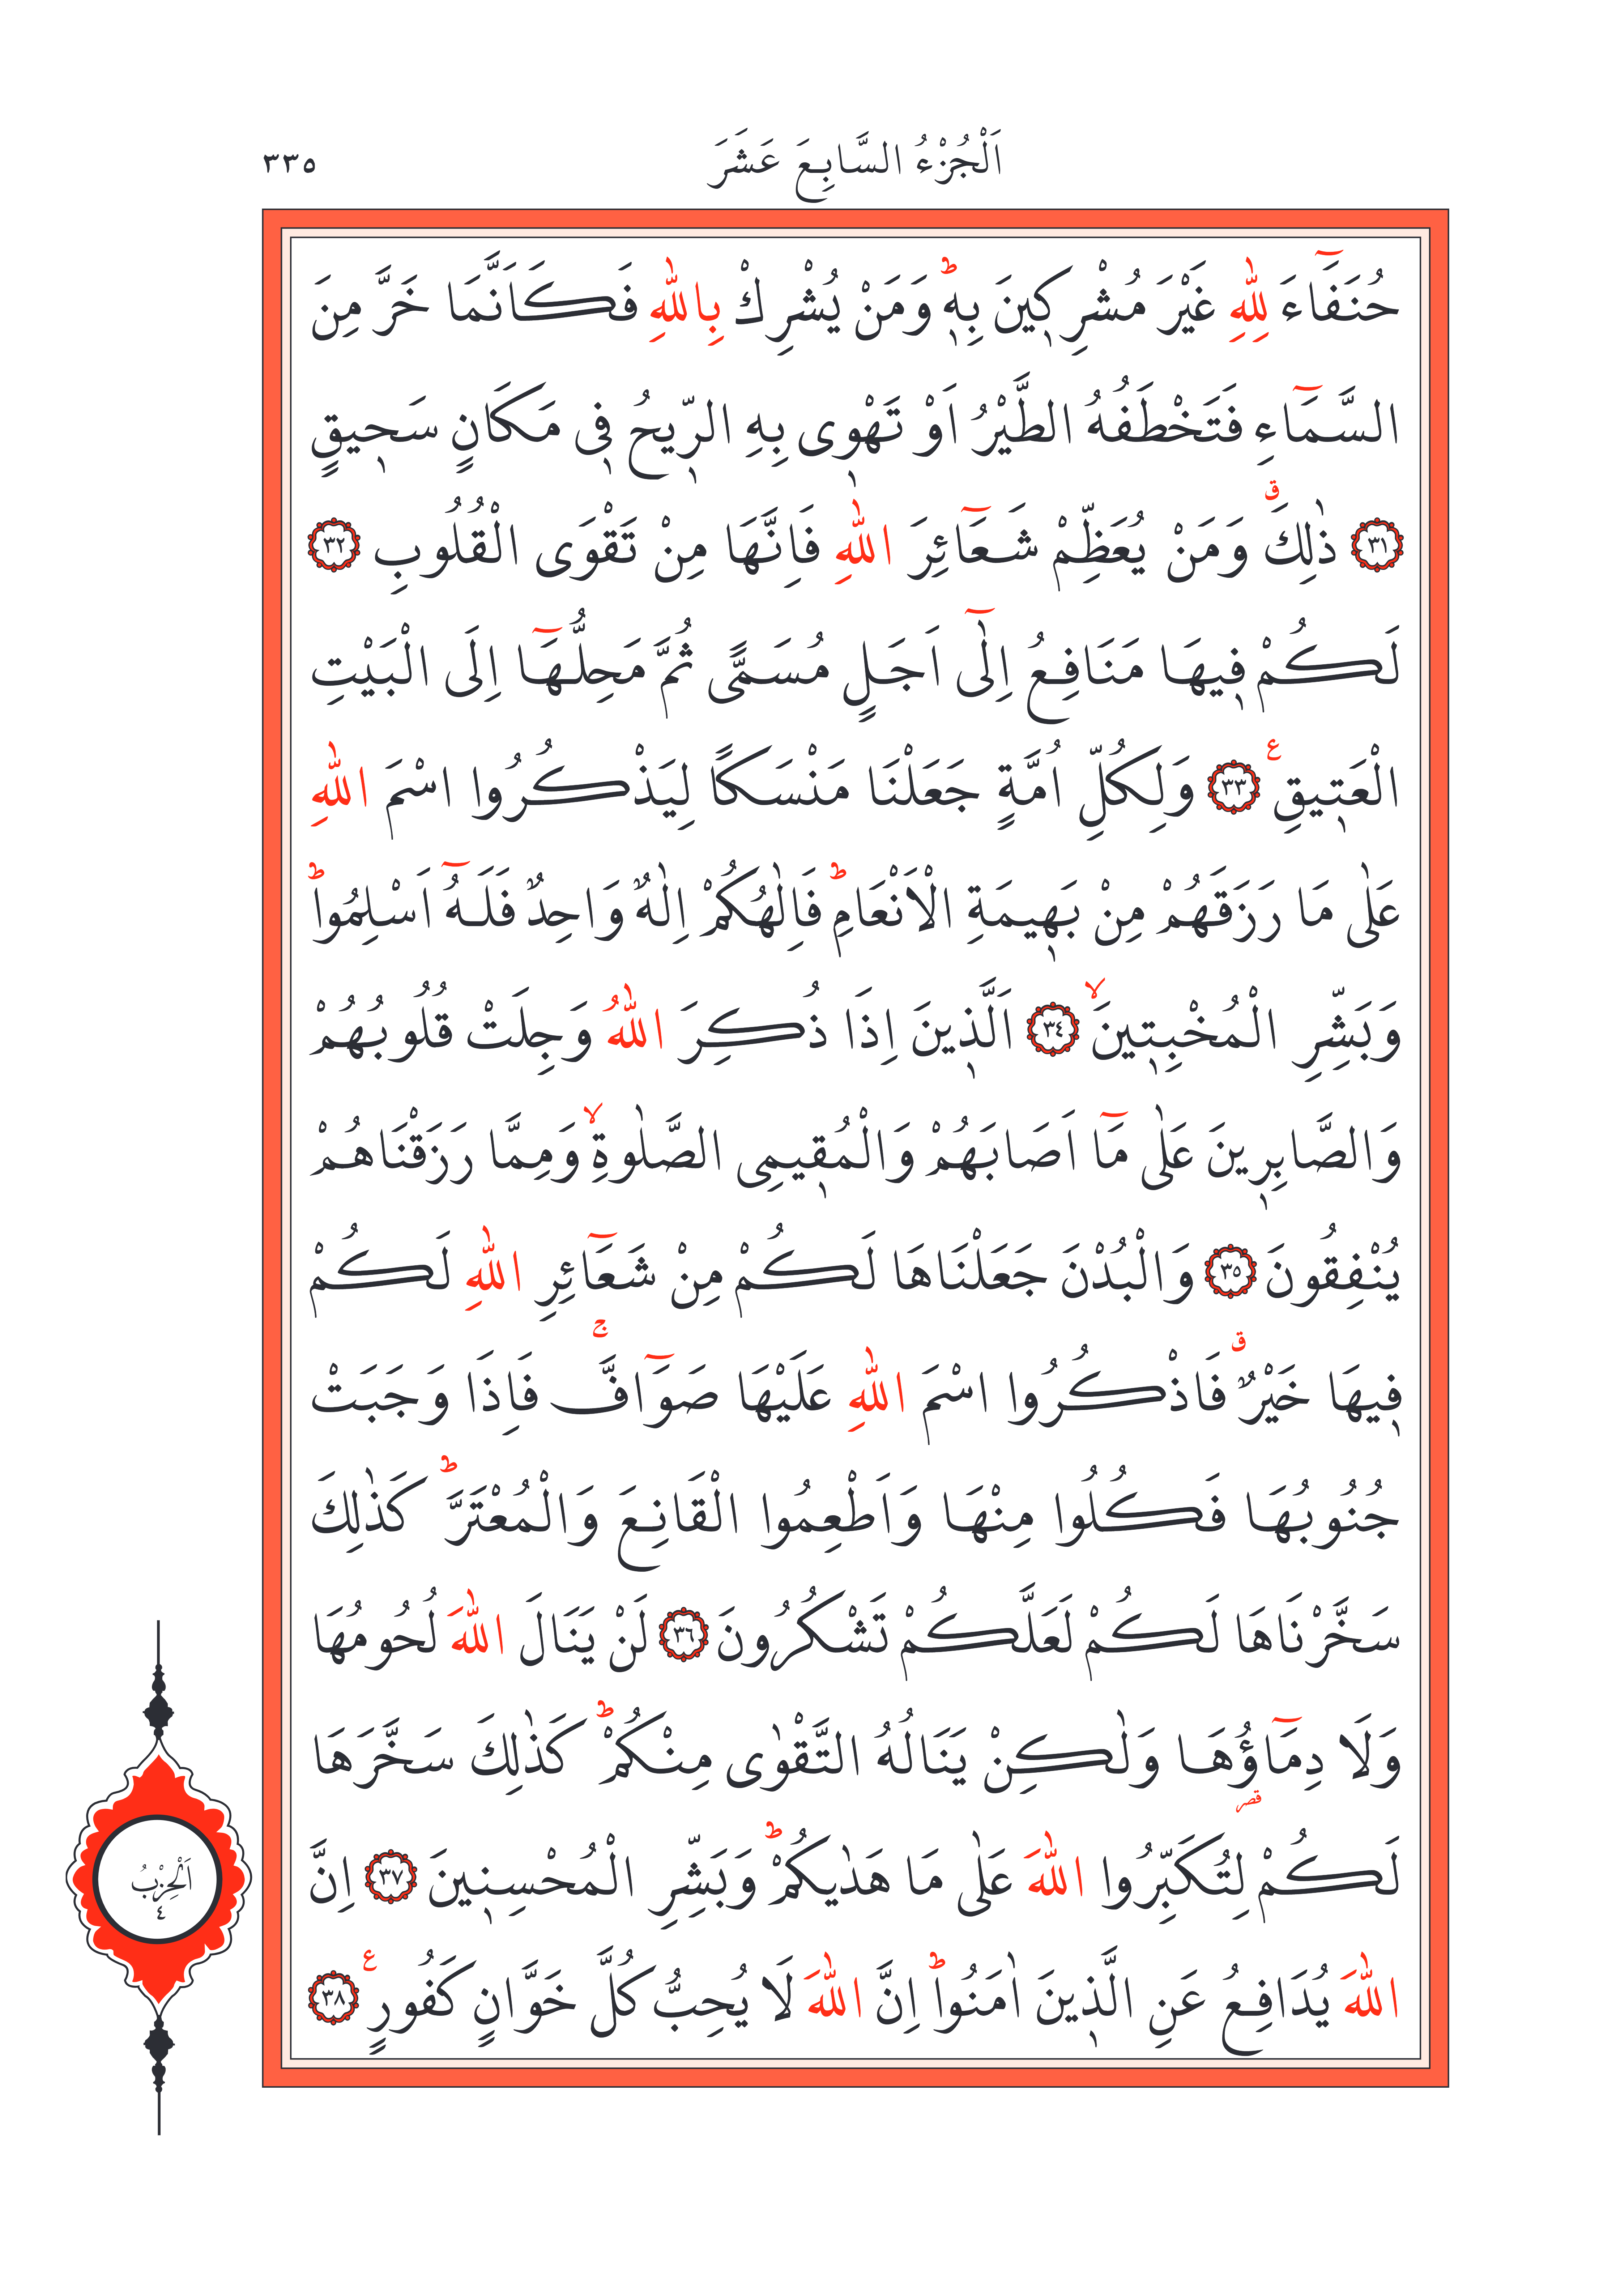 اَلْجُزْءُ السَّابِعَ عَشَرَ ٣٣٥
حُنَفَٓاءَ لِلّٰهِ غَيْرَ مُشْرِك۪ينَ بِه۪ۜ وَمَنْ يُشْرِكْ بِاللّٰهِ فَكَاَنَّمَا خَرَّ مِنَ
السَّمَٓاءِ فَتَخْطَفُهُ الطَّيْرُ اَوْ تَهْو۪ى بِهِ الرّ۪يحُ ف۪ى مَكَانٍ سَح۪يقٍ
٣١ ذٰلِكَۗ وَمَنْ يُعَظِّمْ شَعَٓائِرَ اللّٰهِ فَاِنَّهَا مِنْ تَقْوَى الْقُلُوبِ ٣٢
لَكُمْ ف۪يهَا مَنَافِعُ اِلٰٓى اَجَلٍ مُسَمًّى ثُمَّ مَحِلُّهَٓا اِلَى الْبَيْتِ
الْعَت۪يقِ ع ٣٣ وَلِكُلِّ اُمَّةٍ جَعَلْنَا مَنْسَكًا لِيَذْكُرُوا اسْمَ اللّٰهِ
عَلٰى مَا رَزَقَهُمْ مِنْ بَه۪يمَةِ الْاَنْعَامِؕ فَاِلٰهُكُمْ اِلٰهٌ وَاحِدٌ فَلَهُٓ اَسْلِمُواؕ
وَبَشِّرِ الْمُخْبِت۪ينَۙ ٣٤ اَلَّذ۪ينَ اِذَا ذُكِرَ اللّٰهُ وَجِلَتْ قُلُوبُهُمْ
وَالصَّابِر۪ينَ عَلٰى مَٓا اَصَابَهُمْ وَالْمُق۪يمِى الصَّلٰوةِۙ وَمِمَّا رَزَقْنَاهُمْ
يُنْفِقُونَ ٣٥ وَالْبُدْنَ جَعَلْنَاهَا لَكُمْ مِنْ شَعَٓائِرِ اللّٰهِ لَكُمْ
ف۪يهَا خَيْرٌۗ فَاذْكُرُوا اسْمَ اللّٰهِ عَلَيْهَا صَوَٓافَّۚ فَاِذَا وَجَبَتْ
جُنُوبُهَا فَكُلُوا مِنْهَا وَاَطْعِمُوا الْقَانِعَ وَالْمُعْتَرَّؕ كَذٰلِكَ
سَخَّرْنَاهَا لَكُمْ لَعَلَّكُمْ تَشْكُرُونَ ٣٦ لَنْ يَنَالَ اللّٰهَ لُحُومُهَا
وَلَا دِمَٓاؤُ۬هَا وَلٰكِنْ يَنَالُهُ التَّقْوٰى مِنْكُمْؕ كَذٰلِكَ سَخَّرَهَا
قصر
لَكُمْ لِتُكَبِّرُوا اللّٰهَ عَلٰى مَا هَدٰيكُمْؕ وَبَشِّرِ الْمُحْسِن۪ينَ ٣٧ اِنَّ
اللّٰهَ يُدَافِعُ عَنِ الَّذ۪ينَ اٰمَنُواؕ اِنَّ اللّٰهَ لَا يُحِبُّ كُلَّ خَوَّانٍ كَفُورٍ ع ٣٨
اَلْحِزْبُ
٤